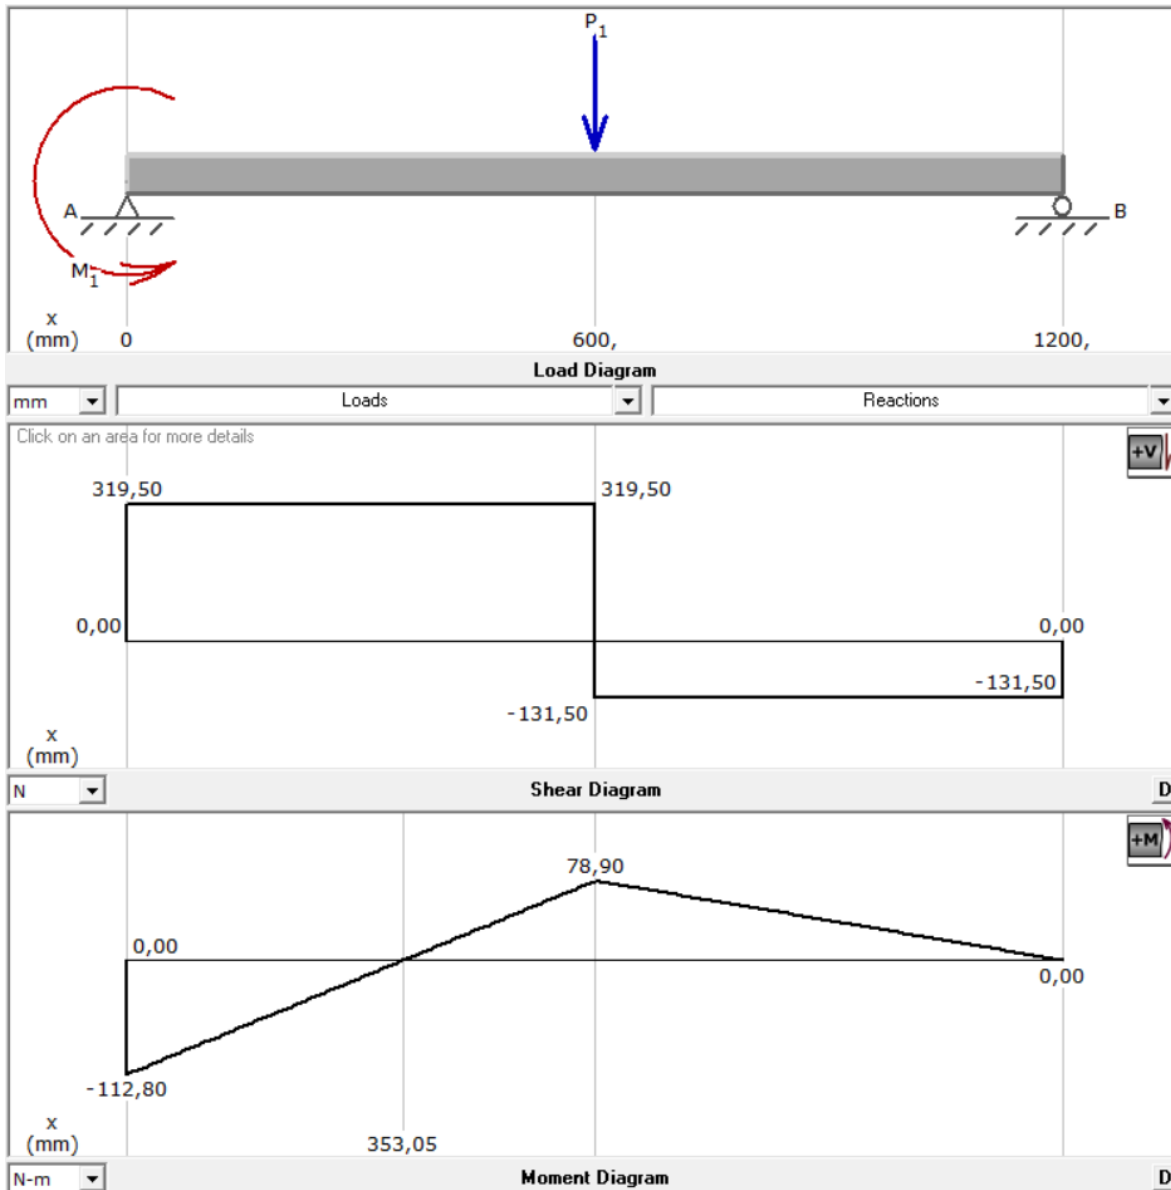 P1
A
B
M1
x
(mm) 0 600, 1200,
Load Diagram
mm Loads Reactions
Click on an area for more details
+V
319,50 319,50
0,00 0,00
-131,50
-131,50
x
(mm)
N Shear Diagram D
+M
78,90
0,00
0,00
-112,80
x
(mm) 353,05
N-m Moment Diagram D